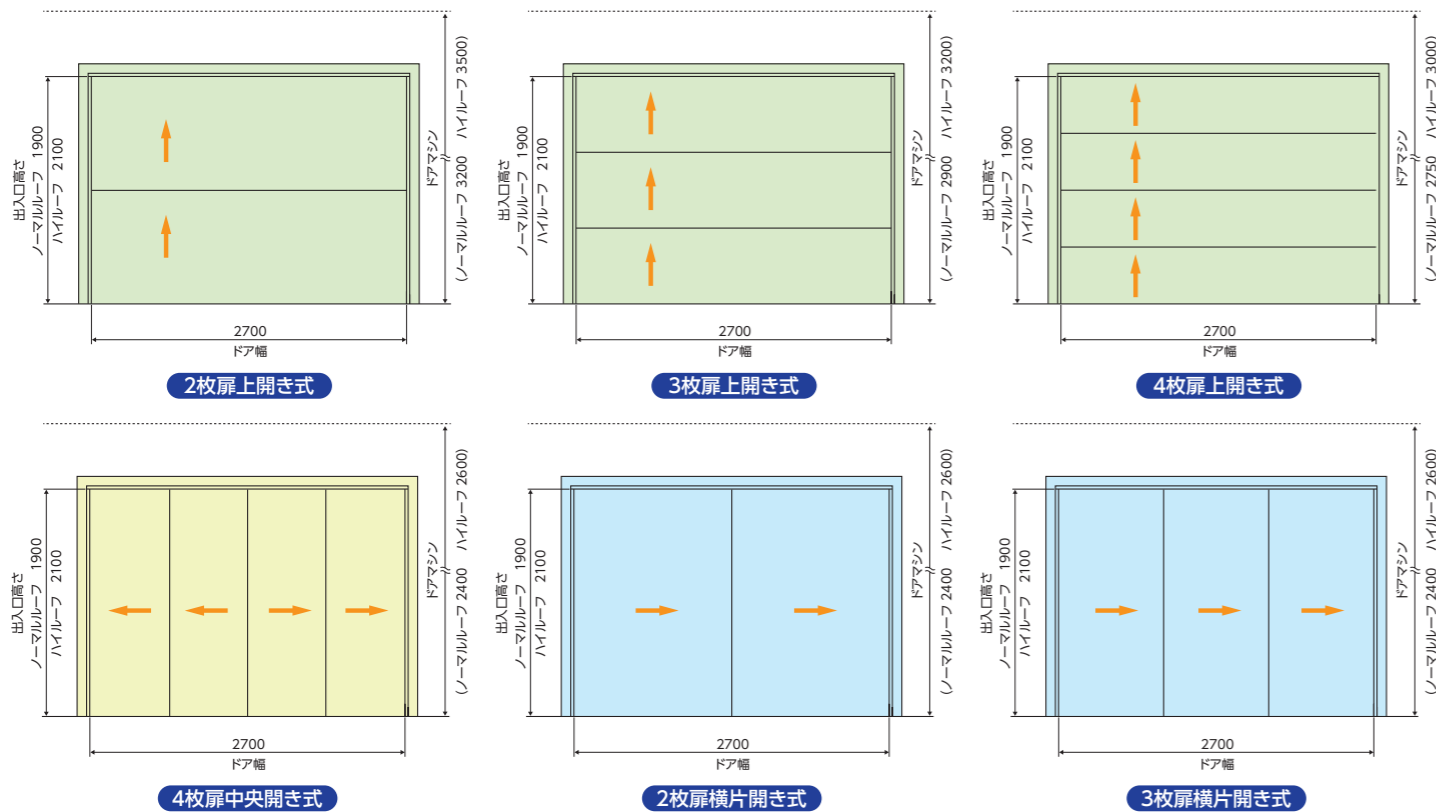 出入口高さ
ノーマルルーフ 1900
ハイルーフ 2100
ドアマシン
(ノーマルルーフ 3200 ハイルーフ 3500)
2700
ドア幅
2枚扉上開き式
出入口高さ
ノーマルルーフ 1900
ハイルーフ 2100
ドアマシン
(ノーマルルーフ 2900 ハイルーフ 3200)
2700
ドア幅
3枚扉上開き式
出入口高さ
ノーマルルーフ 1900
ハイルーフ 2100
ドアマシン
(ノーマルルーフ 2750 ハイルーフ 3000)
2700
ドア幅
4枚扉上開き式
出入口高さ
ノーマルルーフ 1900
ハイルーフ 2100
ドアマシン
(ノーマルルーフ 2400 ハイルーフ 2600)
2700
ドア幅
4枚扉中央開き式
出入口高さ
ノーマルルーフ 1900
ハイルーフ 2100
ドアマシン
(ノーマルルーフ 2400 ハイルーフ 2600)
2700
ドア幅
2枚扉横片開き式
出入口高さ
ノーマルルーフ 1900
ハイルーフ 2100
ドアマシン
(ノーマルルーフ 2400 ハイルーフ 2600)
2700
ドア幅
3枚扉横片開き式